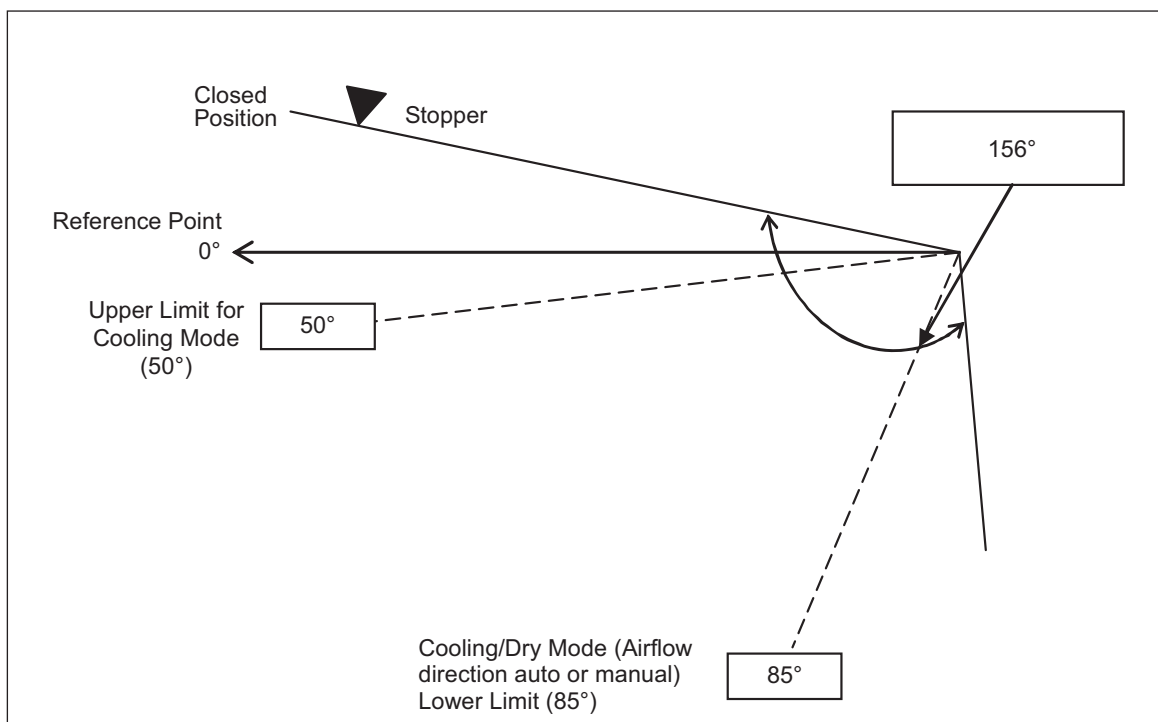 Closed
Position
Stopper
156°
Reference Point
0°
Upper Limit for
Cooling Mode
(50°)
50°
Cooling/Dry Mode (Airflow
direction auto or manual)
Lower Limit (85°)
85°